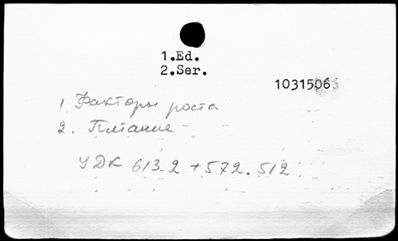 1.Ed.
2.Ser.
1031506
1 Факторы роста
2. Питание
УДК 613.2 + 572.512